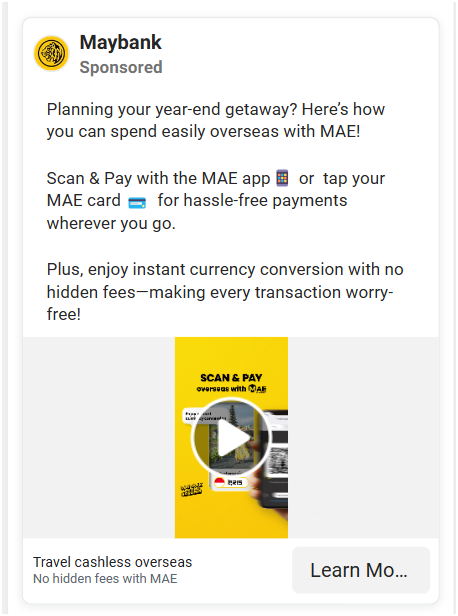 Maybank
Sponsored
Planning your year-end getaway? Here’s how
you can spend easily overseas with MAE!
Scan & Pay with the MAE app or tap your
MAE card for hassle-free payments
wherever you go.
Plus, enjoy instant currency conversion with no
hidden fees—making every transaction worry-
free!
SCAN & PAY
overseas with MAE
Travel cashless overseas
No hidden fees with MAE
Learn Mo...